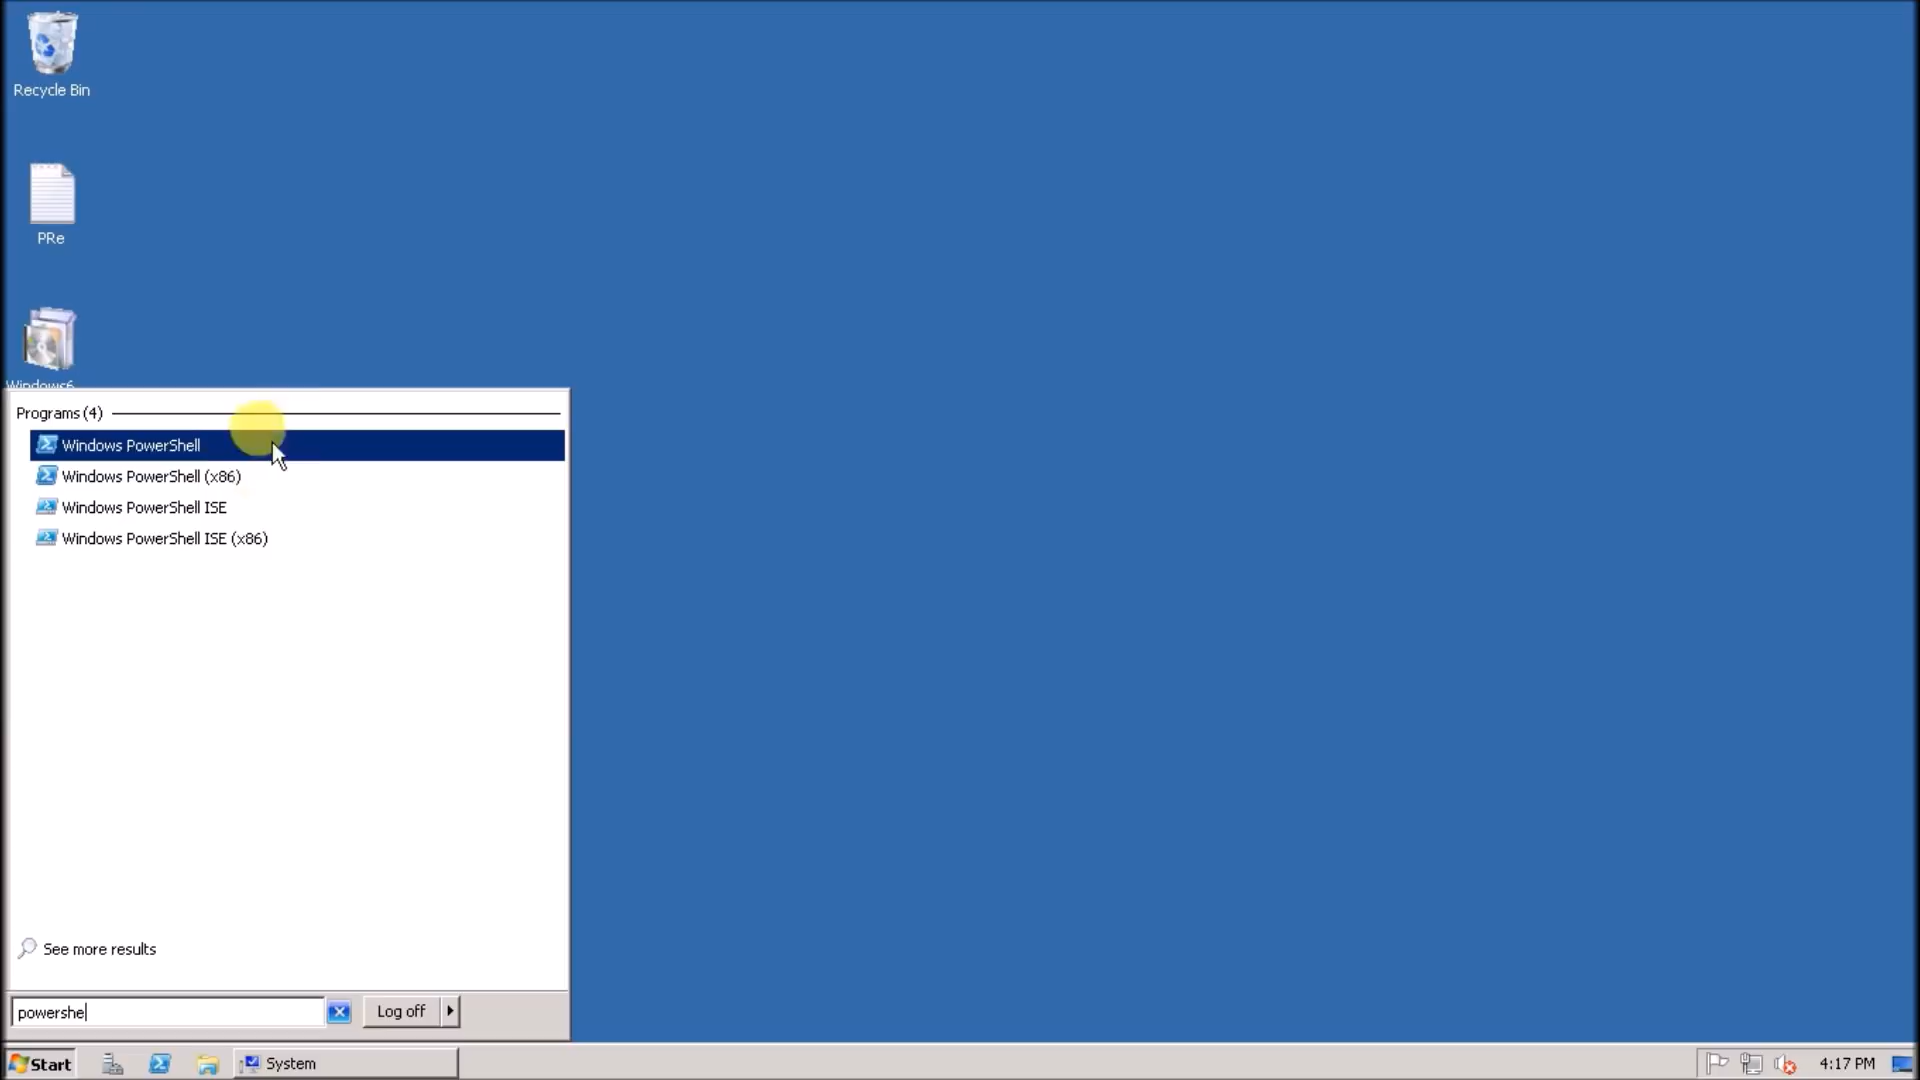 Recycle Bin
PRe
Windows6
Programs (4)
Windows PowerShell
Windows PowerShell (x86)
Windows PowerShell ISE
Windows PowerShell ISE (x86)
See more results
powershe
Log off
Start
System
4:17 PM